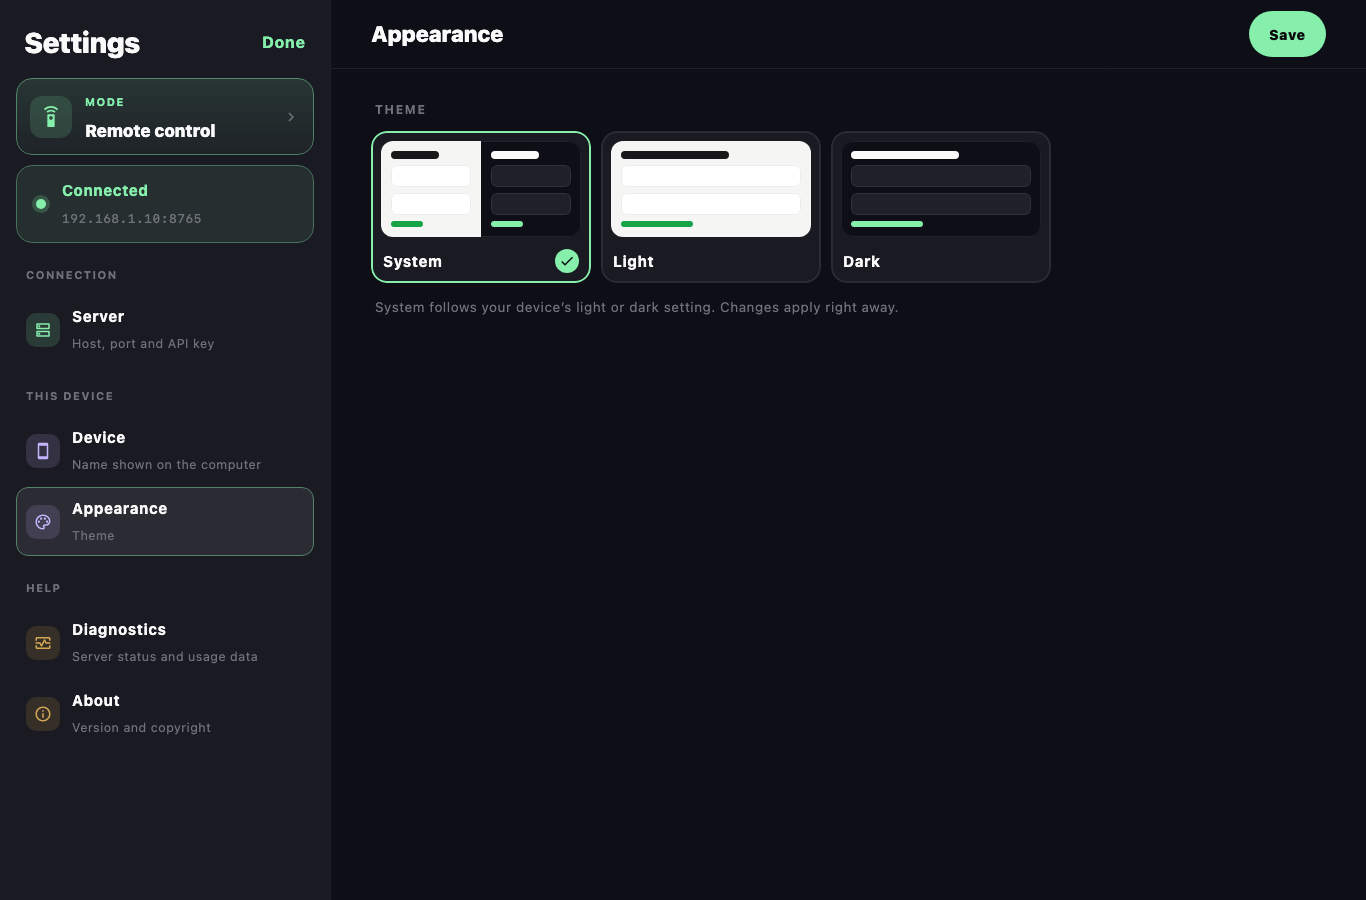 Settings
Done
MODE
Remote control
Connected
192.168.1.10:8765
CONNECTION
Server
Host, port and API key
THIS DEVICE
Device
Name shown on the computer
Appearance
Theme
HELP
Diagnostics
Server status and usage data
About
Version and copyright
Appearance
Save
THEME
System
Light
Dark
System follows your device's light or dark setting. Changes apply right away.